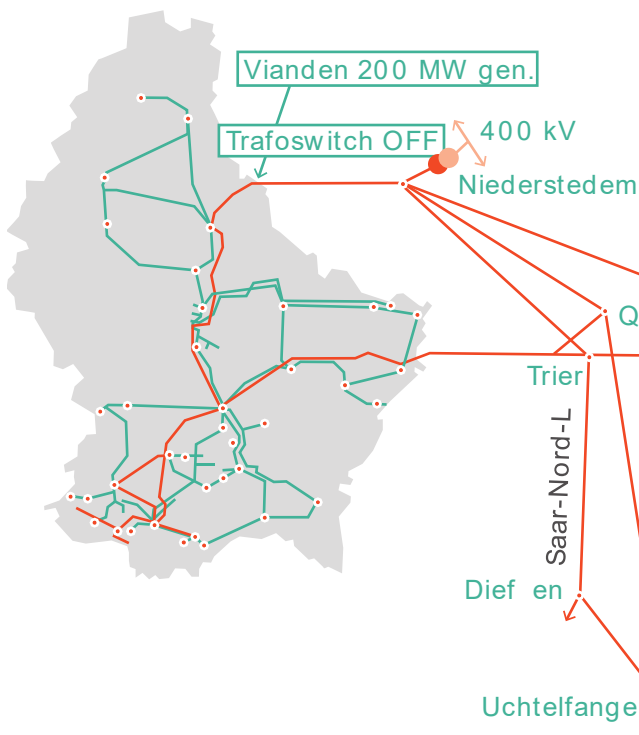 Vianden 200 MW gen.
Trafoswitch OFF
400 kV
Niederstedem
Q
Trier
Saar-Nord-L
Dief en
Uchtelfange